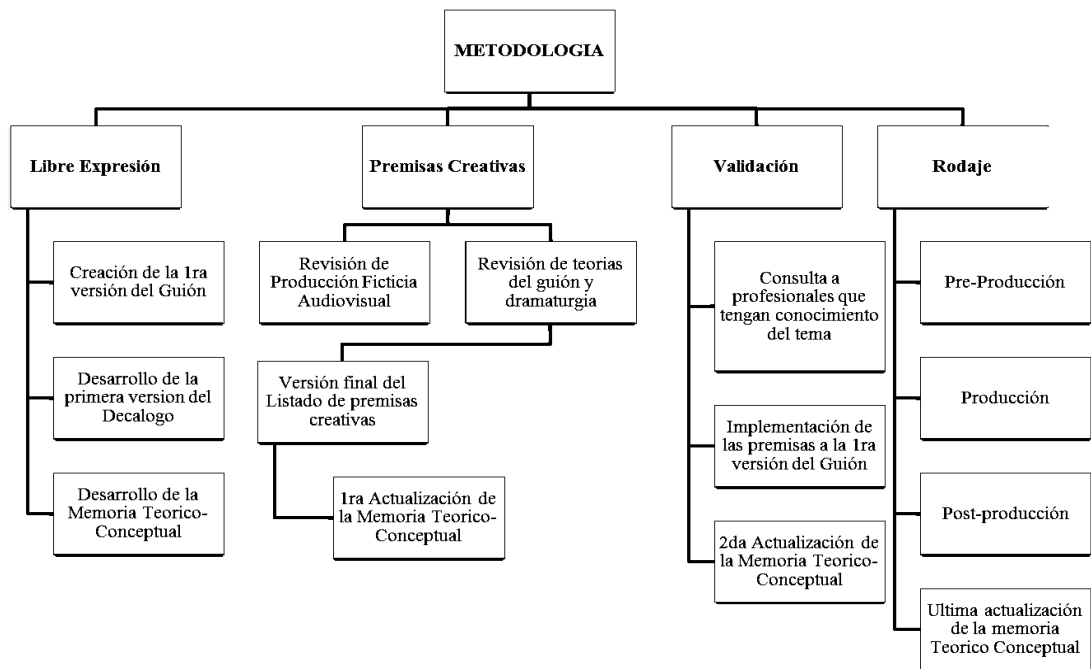 METODOLOGIA
Libre Expresión
Creación de la 1ra
versión del Guión
Desarrollo de la
primera version del
Decalogo
Desarrollo de la
Memoria Teorico-
Conceptual
Premisas Creativas
Revisión de
Producción Ficticia
Audiovisual
Revisión de teorias
del guión y
dramaturgia
Versión final del
Listado de premisas
creativas
1ra Actualización de
la Memoria Teorico-
Conceptual
Validación
Consulta a
profesionales que
tengan conocimiento
del tema
Implementación de
las premisas a la 1ra
versión del Guión
2da Actualización de
la Memoria Teorico-
Conceptual
Rodaje
Pre-Producción
Producción
Post-producción
Ultima actualización
de la memoria
Teorico Conceptual